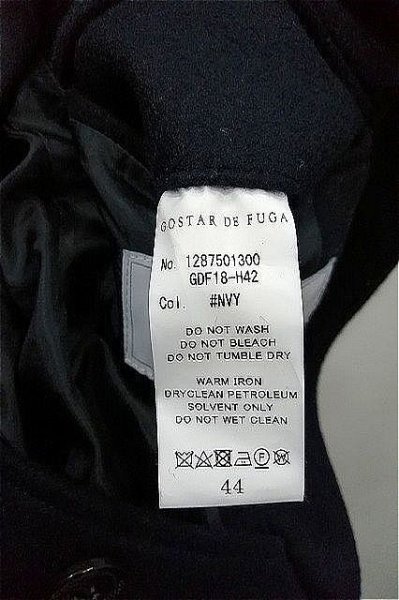 GOSTAR DE FUGA
No. 1287501300
GDF18-H42
Col. #NVY
DO NOT WASH
DO NOT BLEACH
DO NOT TUMBLE DRY
WARM IRON
DRYCLEAN PETROLEUM
SOLVENT ONLY
DO NOT WET CLEAN
F W
44